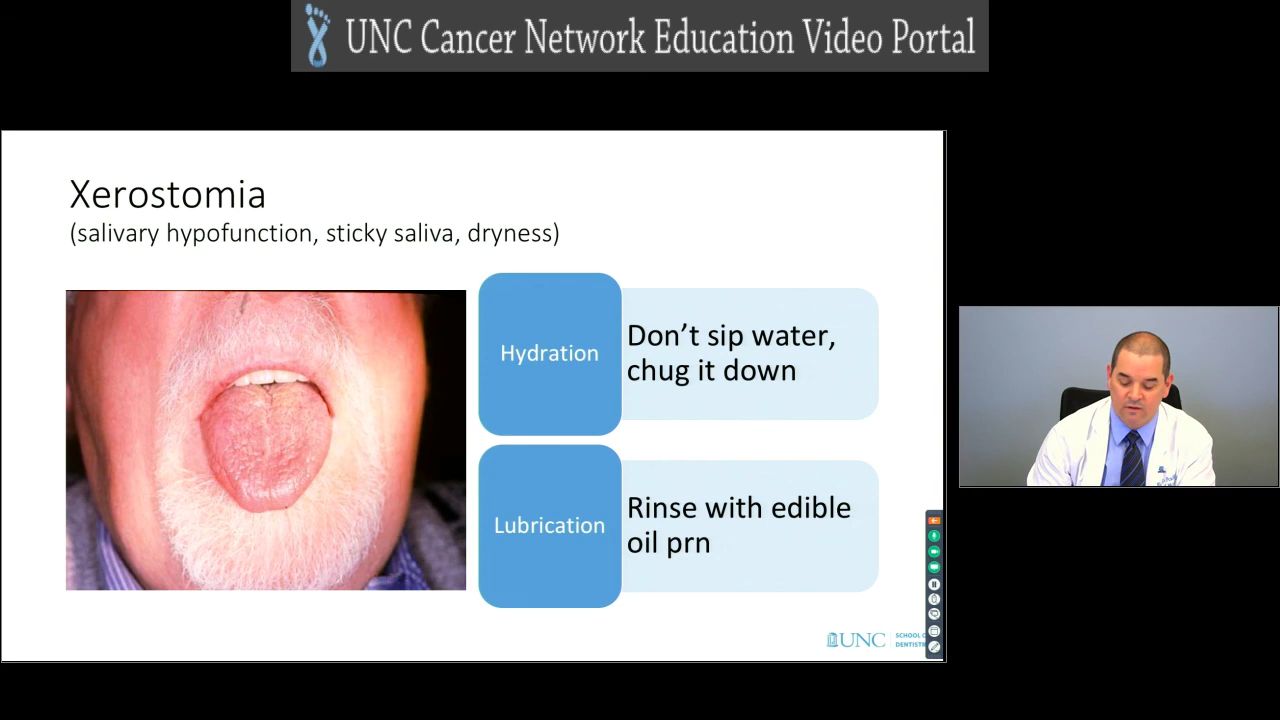 UNC Cancer Network Education Video Portal
Xerostomia
(salivary hypofunction, sticky saliva, dryness)
Hydration
Don’t sip water,
chug it down
Lubrication
Rinse with edible
oil prn
UNC
SCHOOL